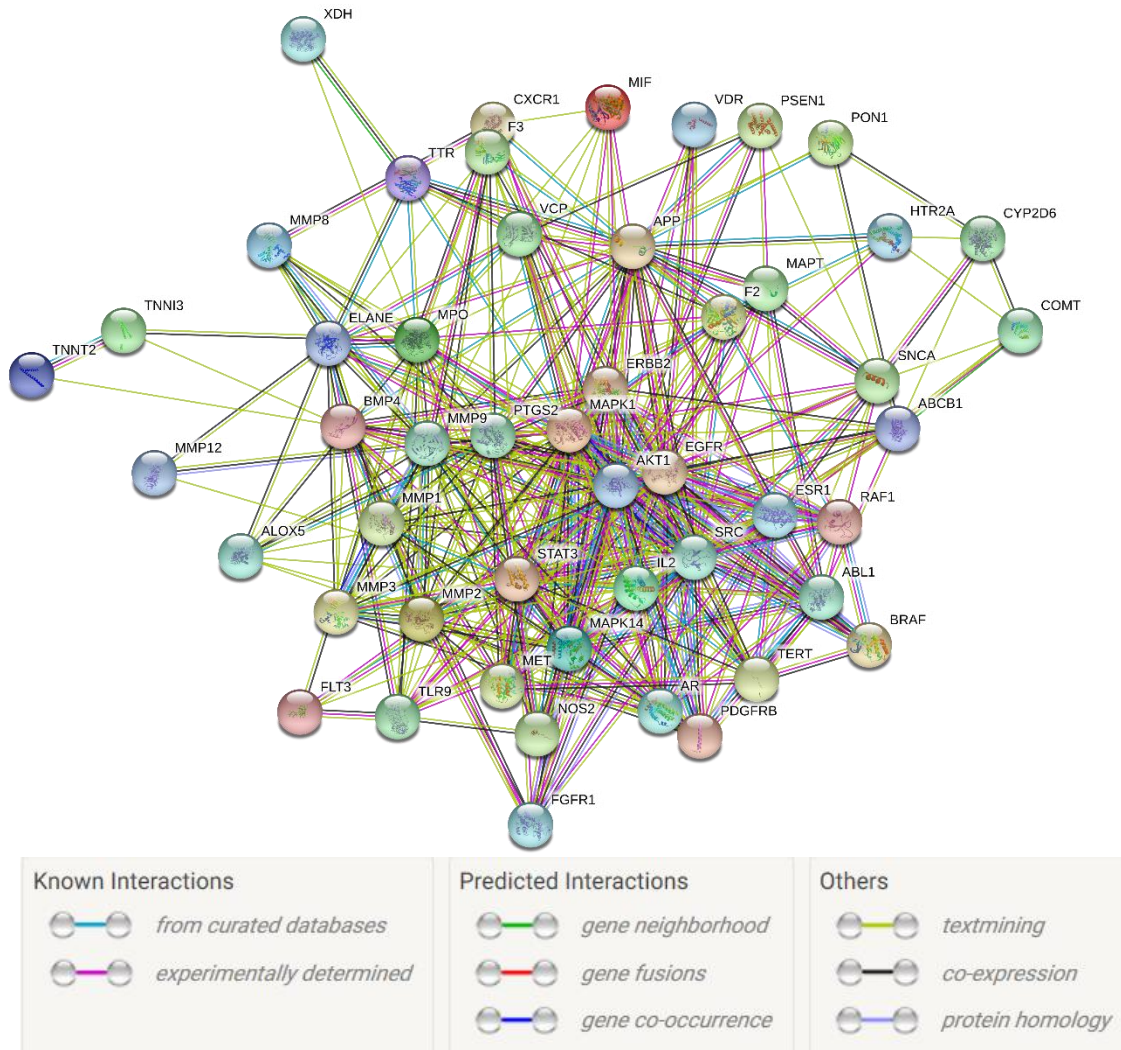 XDH
MIF
CXCR1
VDR
PSEN1
F3
PON1
TTR
VCP
APP
HTR2A
CYP2D6
MMP8
MAPT
F2
TNNI3
ELANE
MPO
COMT
TNNT2
ERBB2
SNCA
BMP4
ABCB1
MMP9
PTGS2
MAPK1
MMP12
EGFR
AKT1
ESR1
RAF1
MMP1
ALOX5
SRC
STAT3
IL2
ABL1
MMP3
MMP2
MAPK14
BRAF
TERT
MET
FLT3
TLR9
AR
NOS2
PDGFRB
FGFR1
Known Interactions
from curated databases
experimentally determined
Predicted Interactions
gene neighborhood
gene fusions
gene co-occurrence
Others
textmining
co-expression
protein homology